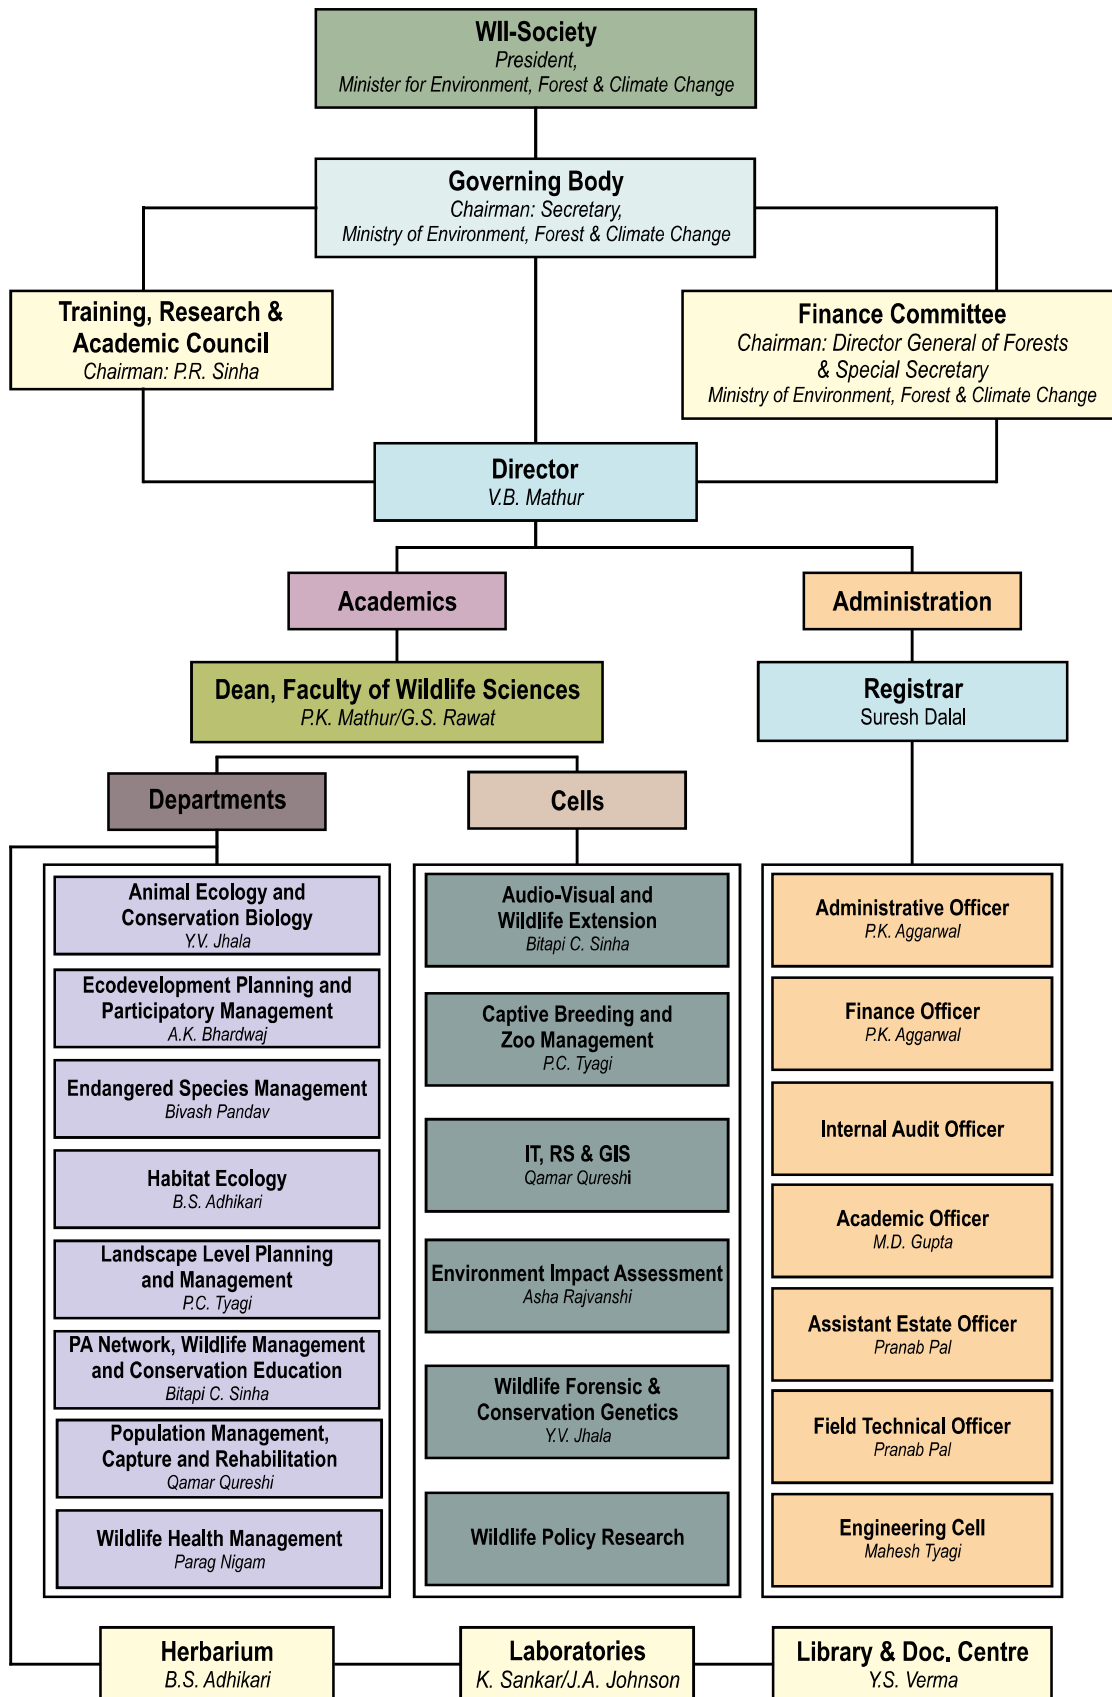 WII-Society
President,
Minister for Environment, Forest & Climate Change
Governing Body
Chairman: Secretary,
Ministry of Environment, Forest & Climate Change
Training, Research &
Academic Council
Chairman: P.R. Sinha
Finance Committee
Chairman: Director General of Forests
& Special Secretary
Ministry of Environment, Forest & Climate Change
Director
V.B. Mathur
Academics
Administration
Dean, Faculty of Wildlife Sciences
P.K. Mathur/G.S. Rawat
Registrar
Suresh Dalal
Departments
Cells
Animal Ecology and
Conservation Biology
Y.V. Jhala
Ecodevelopment Planning and
Participatory Management
A.K. Bhardwaj
Endangered Species Management
Bivash Pandav
Habitat Ecology
B.S. Adhikari
Landscape Level Planning
and Management
P.C. Tyagi
PA Network, Wildlife Management
and Conservation Education
Bitapi C. Sinha
Population Management,
Capture and Rehabilitation
Qamar Qureshi
Wildlife Health Management
Parag Nigam
Audio-Visual and
Wildlife Extension
Bitapi C. Sinha
Captive Breeding and
Zoo Management
P.C. Tyagi
IT, RS & GIS
Qamar Qureshi
Environment Impact Assessment
Asha Rajvanshi
Wildlife Forensic &
Conservation Genetics
Y.V. Jhala
Wildlife Policy Research
Administrative Officer
P.K. Aggarwal
Finance Officer
P.K. Aggarwal
Internal Audit Officer
Academic Officer
M.D. Gupta
Assistant Estate Officer
Pranab Pal
Field Technical Officer
Pranab Pal
Engineering Cell
Mahesh Tyagi
Herbarium
B.S. Adhikari
Laboratories
K. Sankar/J.A. Johnson
Library & Doc. Centre
Y.S. Verma